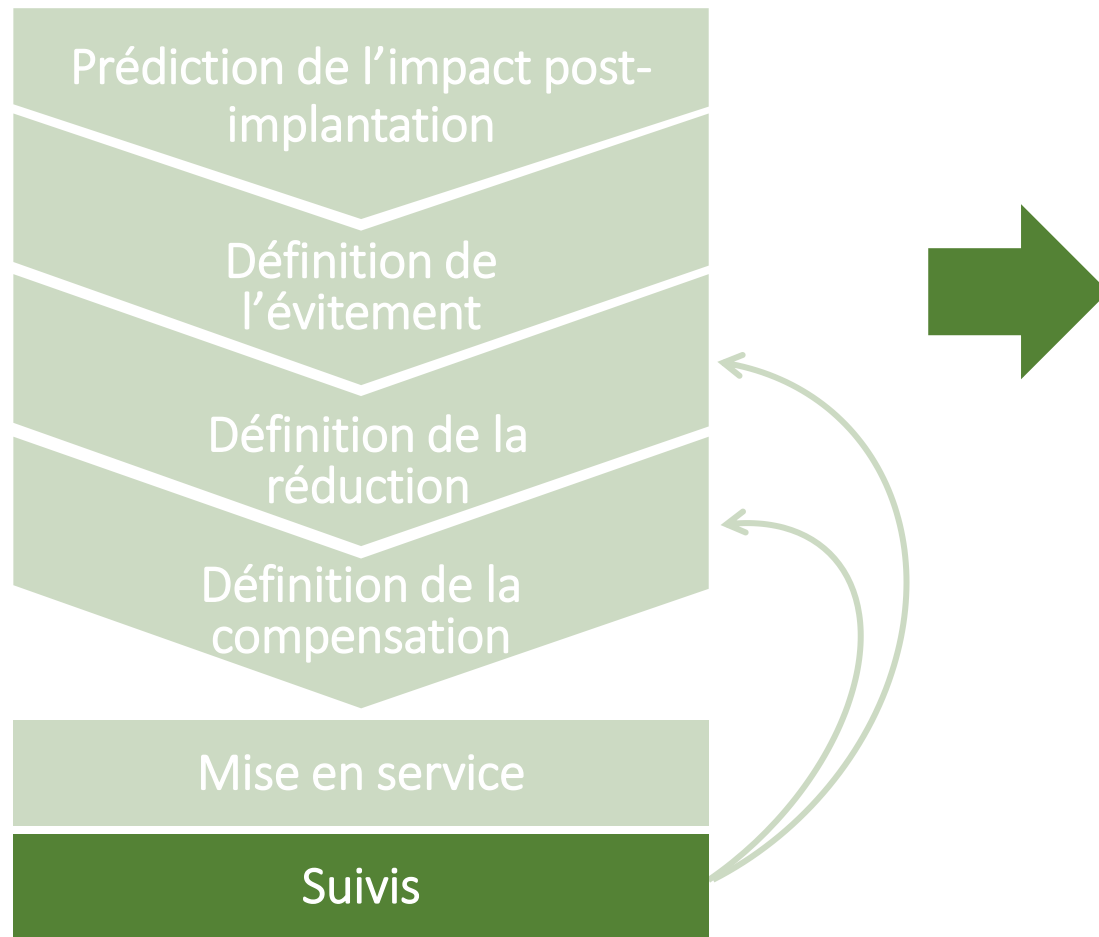 Prédiction de l’impact post-
implantation
Définition de
l’évitement
Définition de la
réduction
Définition de la
compensation
Mise en service
Suivis